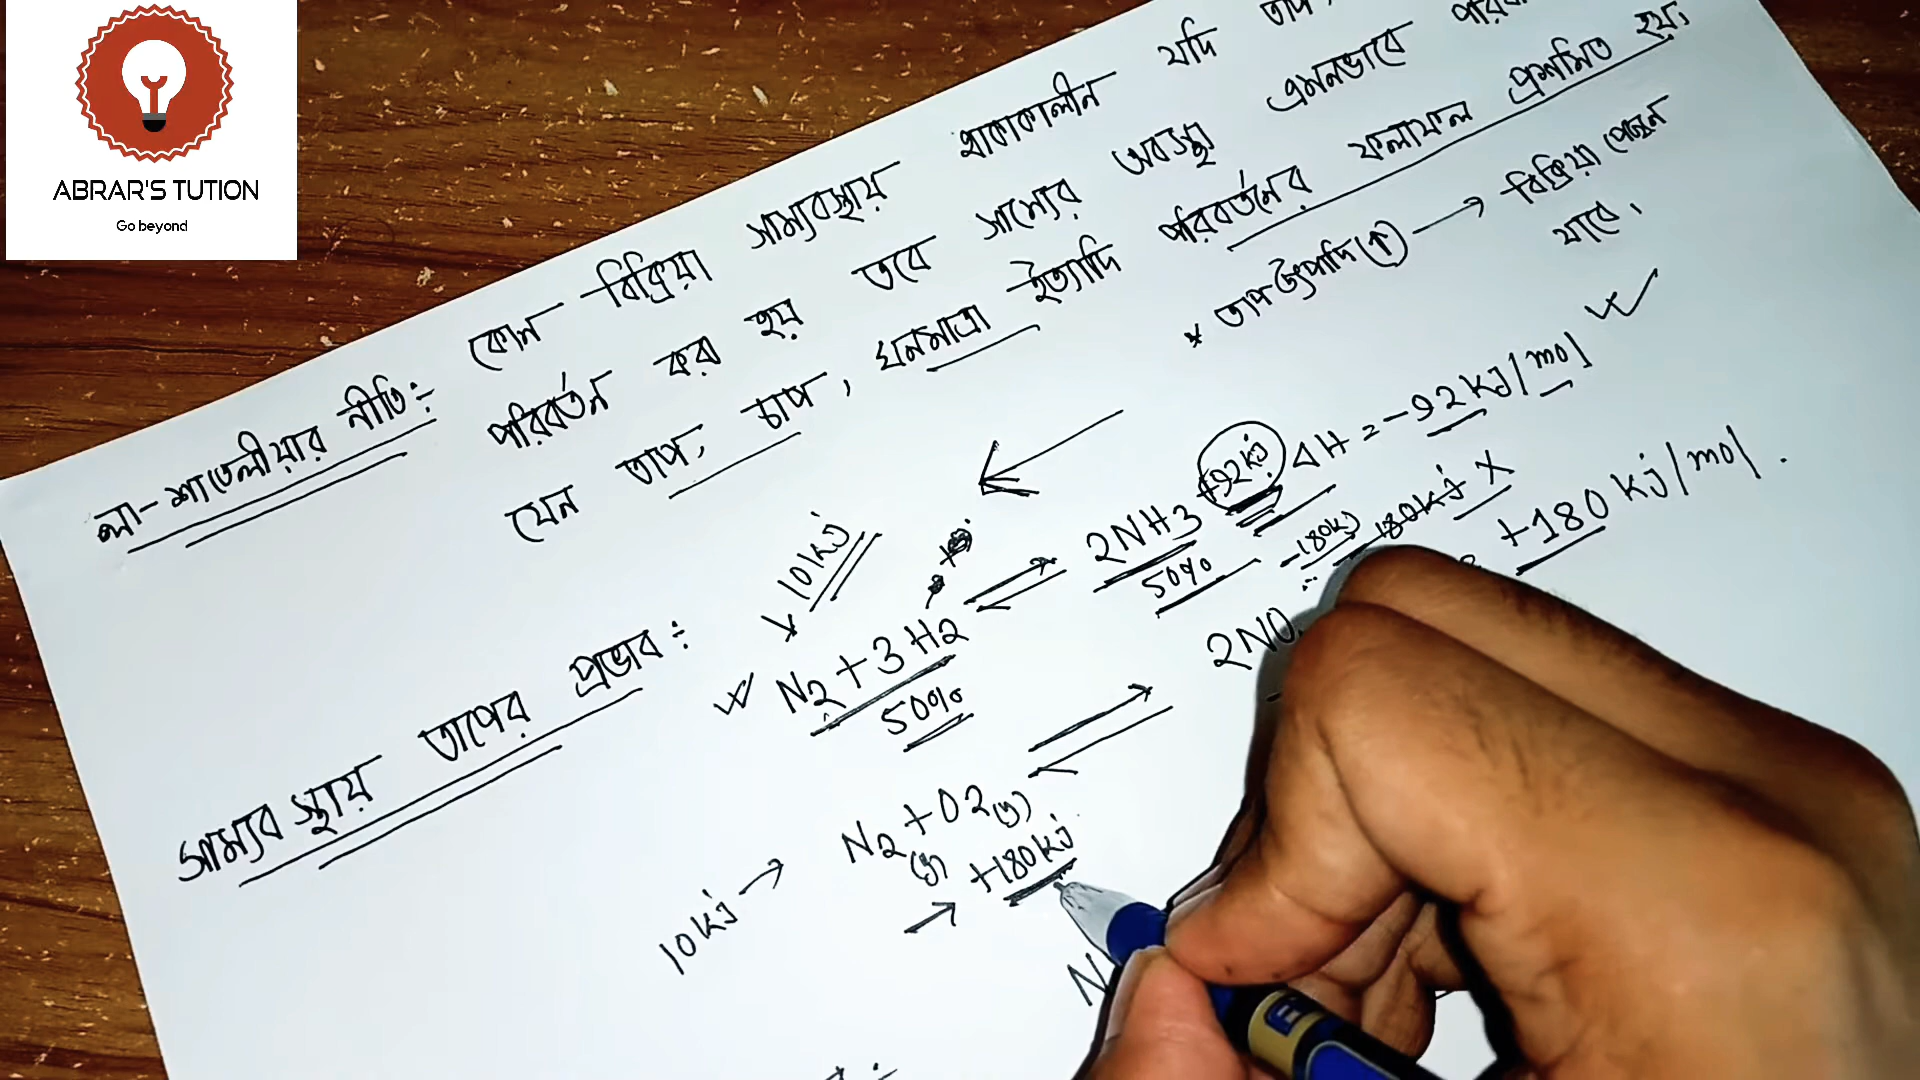 ABRAR'S TUTION
Go beyond
লা-শাতেলীয়ার নীতি: কোন বিক্রিয়া সাম্যবস্থায় থাকাকালীন যদি তাপ,
পরিবর্তন করা হয় তবে সাম্যের অবস্থা এমনভাবে
যেন তাপ, চাপ, ঘনমাত্রা ইত্যাদি পরিবর্তনের ফলাফল প্রশমিত হয়।
* তাপ উৎপাদি (↑) → বিক্রিয়া পেছনে
যাবে।
সাম্যবস্থায় তাপের প্রভাব:
* 10kj
N2 + 3H2 ⇌ 2NH3 +92kj ΔH = -92kj/mol
50% 50%
-180kj 180kj X
N2(g) + O2(g) ⇌ 2NO +180kj/mol.
10kj → +180kj
→
N